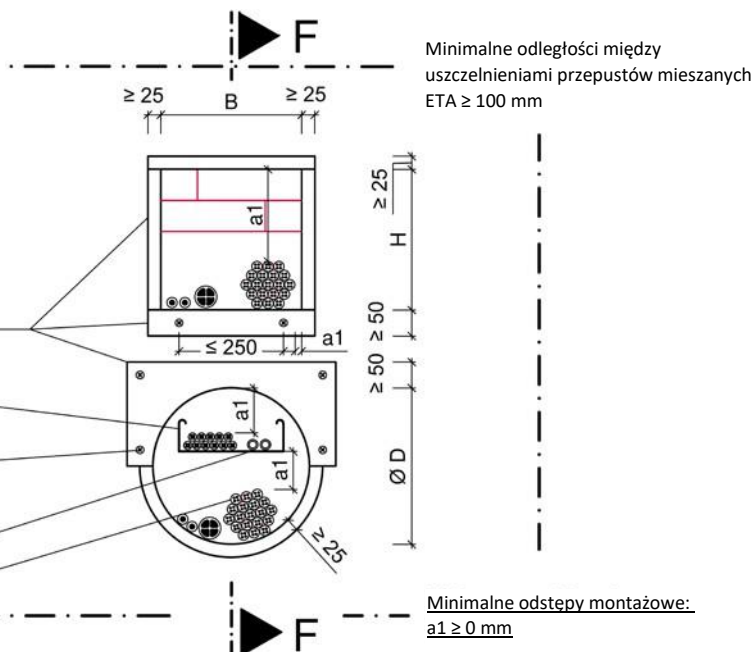 F
Minimalne odległości między
uszczelnieniami przepustów mieszanych
ETA ≥ 100 mm
≥ 25 B ≥ 25
≥ 25
a1
H
≥ 50
≤ 250 a1
≥ 50
a1
a1
Ø D
≥ 25
Minimalne odstępy montażowe:
a1 ≥ 0 mm
F